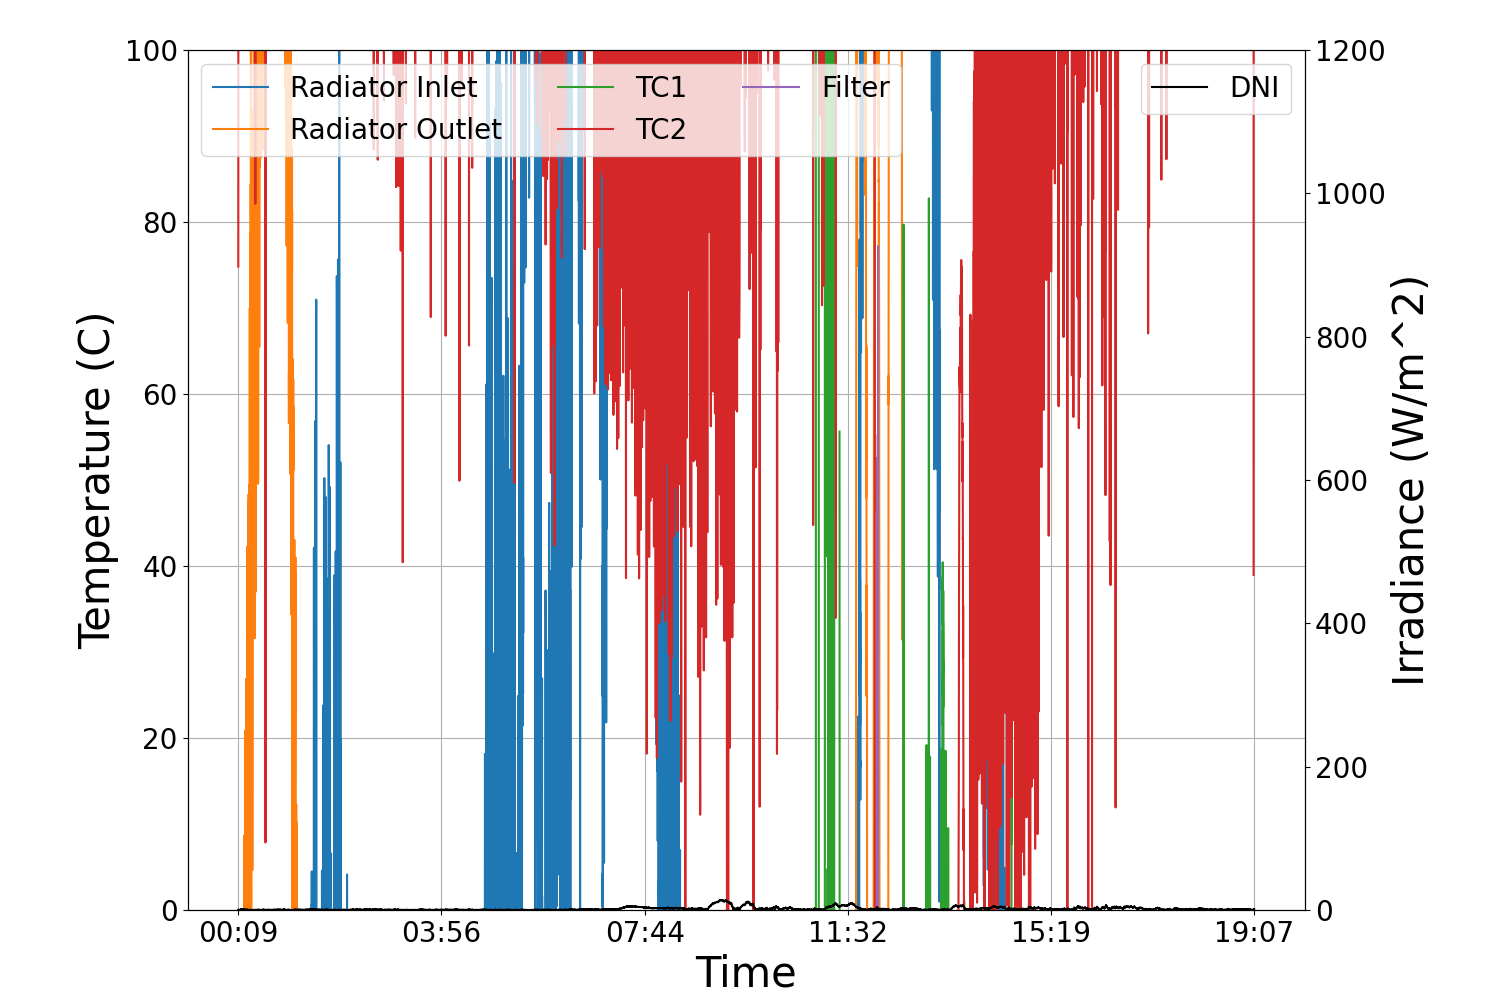 100
80
60
40
20
0
Temperature (C)
Radiator Inlet
Radiator Outlet
TC1
TC2
Filter
DNI
1200
1000
800
600
400
200
0
Irradiance (W/m^2)
00:09 03:56 07:44 11:32 15:19 19:07
Time